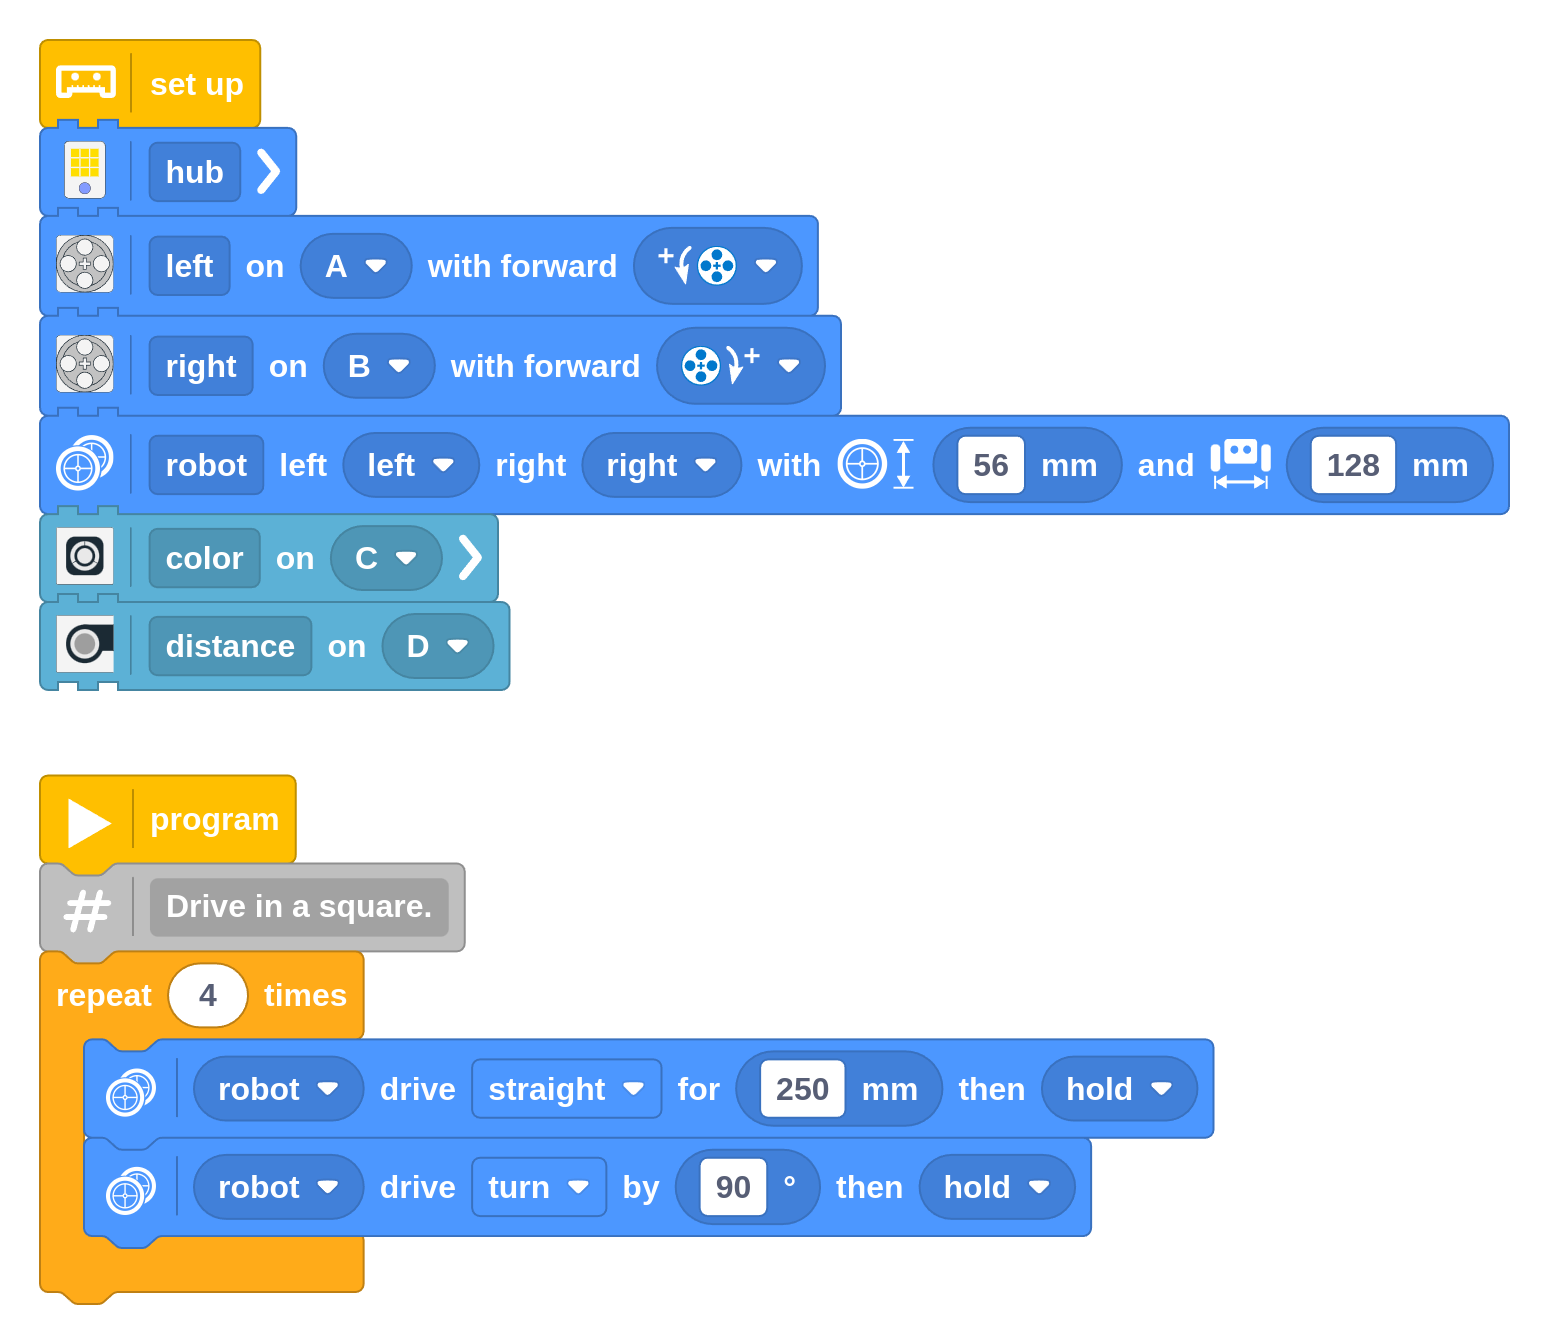 set up
hub
left on A with forward +
right on B with forward +
robot left left right right with 56 mm and 128 mm
color on C
distance on D
program
# Drive in a square.
repeat 4 times
robot drive straight for 250 mm then hold
robot drive turn by 90 ° then hold